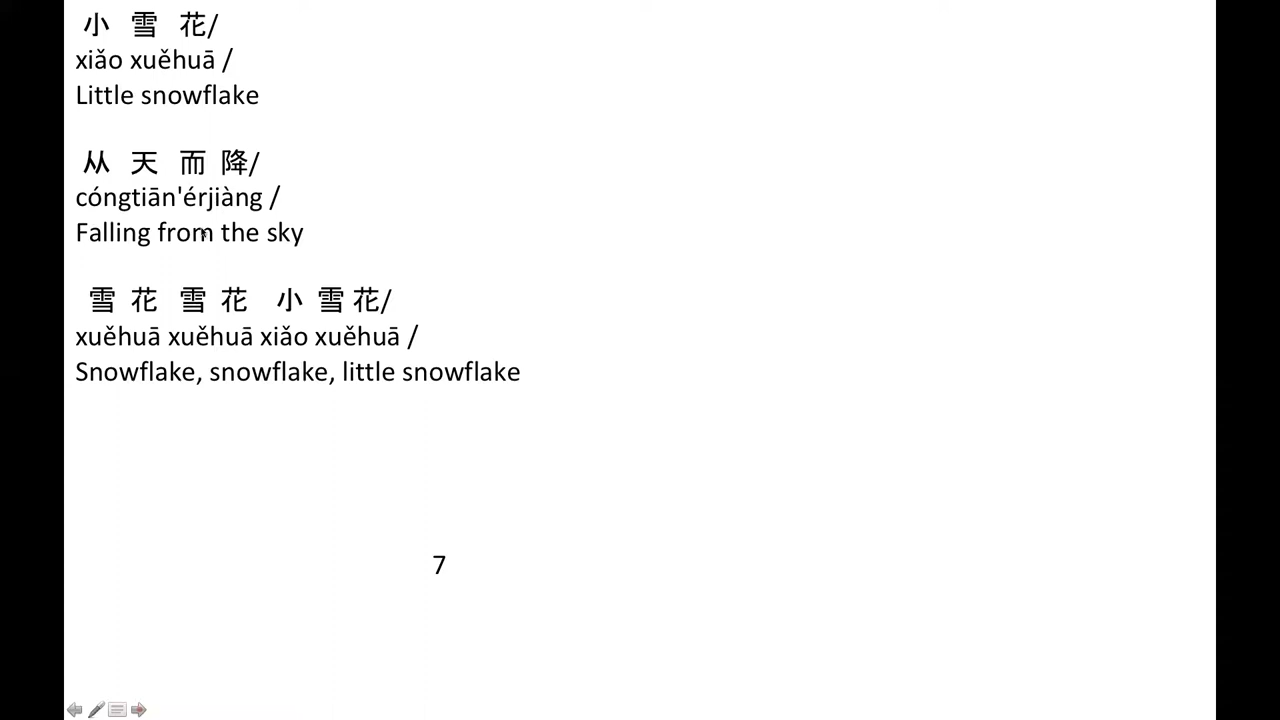 小 雪 花/
xiǎo xuěhuā /
Little snowflake
从 天 而 降/
cóngtiān'érjiàng /
Falling from the sky
雪 花 雪 花 小 雪 花/
xuěhuā xuěhuā xiǎo xuěhuā /
Snowflake, snowflake, little snowflake
7